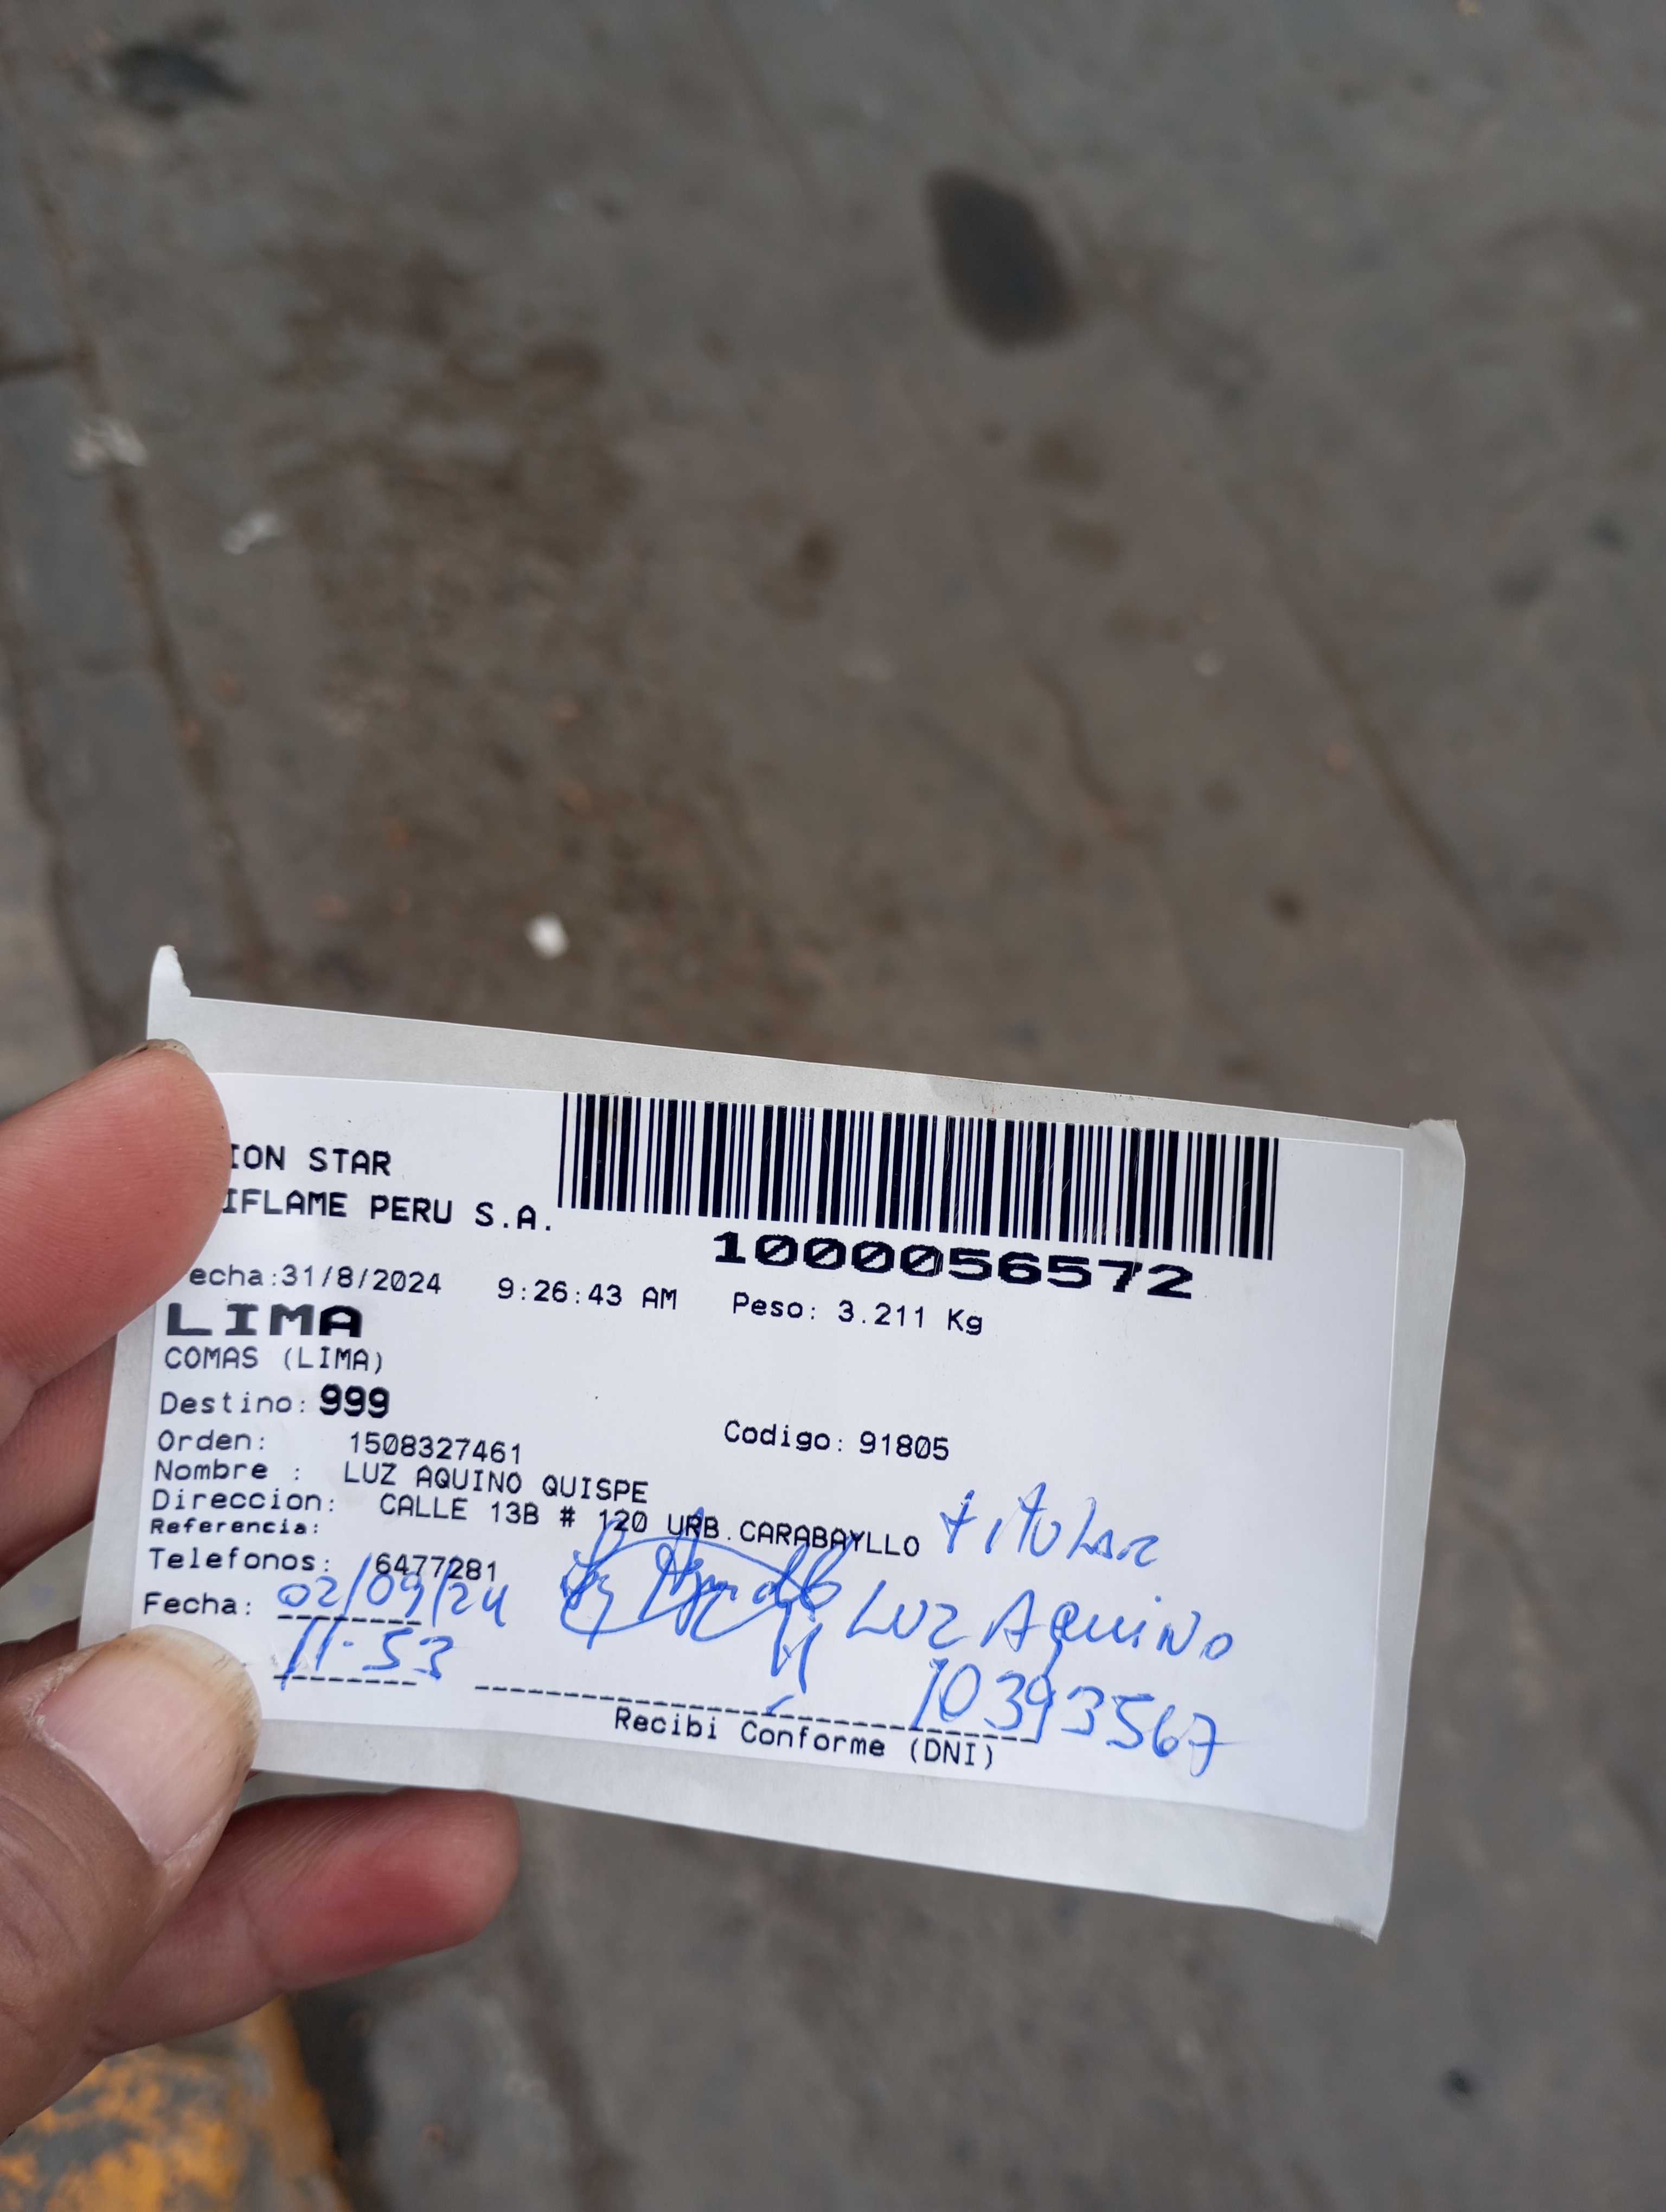 ION STAR
IFLAME PERU S.A.
1000056572
echa:31/8/2024 9:26:43 AM Peso: 3.211 Kg
LIMA
COMAS (LIMA)
Destino: 999
Codigo: 91805
Orden: 1508327461
Nombre : LUZ AQUINO QUISPE
Direccion: CALLE 13B # 120 URB.CARABAYLLO titular
Referencia:
Telefonos: 6477281
Fecha: 02/09/24 Luz Aquino
11:53 10393567
Recibi Conforme (DNI)